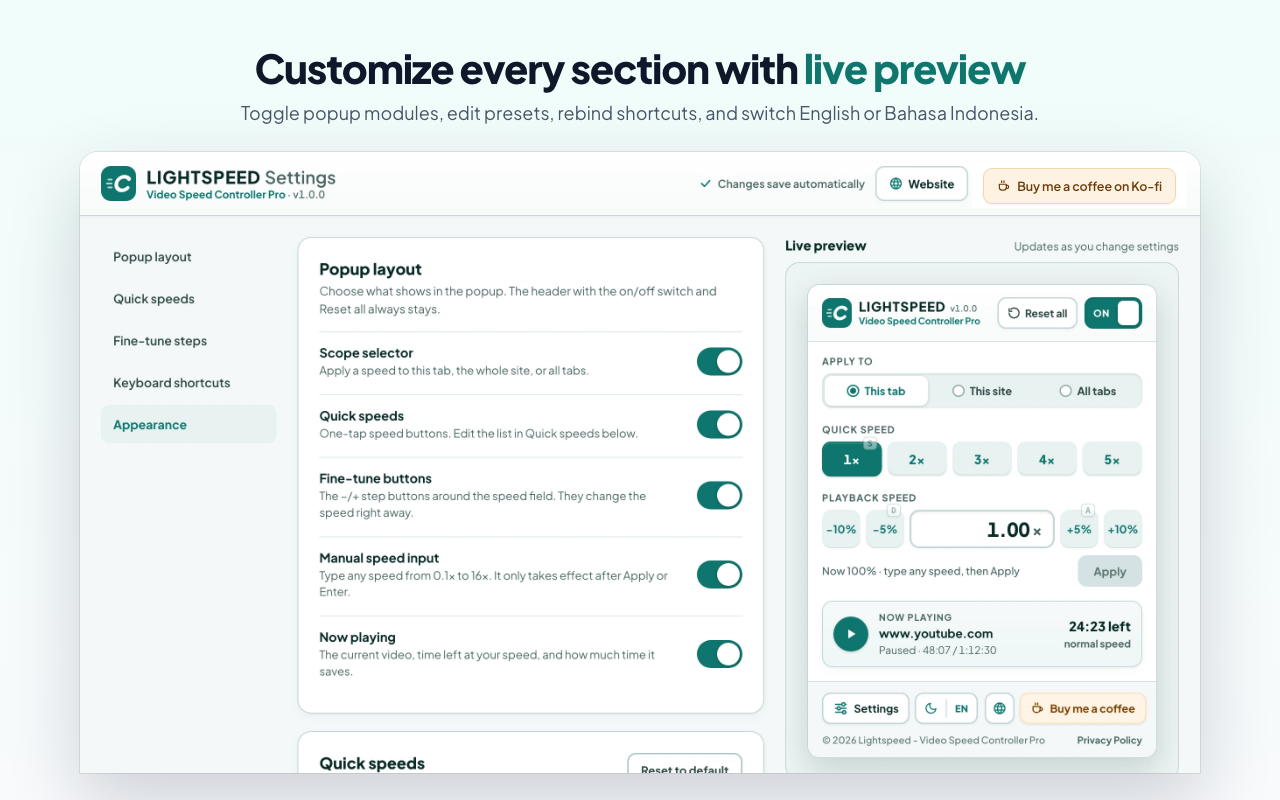 Customize every section with live preview
Toggle popup modules, edit presets, rebind shortcuts, and switch English or Bahasa Indonesia.
LIGHTSPEED Settings
Video Speed Controller Pro · v1.0.0
Changes save automatically
Website
Buy me a coffee on Ko-fi
Popup layout
Quick speeds
Fine-tune steps
Keyboard shortcuts
Appearance
Popup layout
Choose what shows in the popup. The header with the on/off switch and
Reset all always stays.
Scope selector
Apply a speed to this tab, the whole site, or all tabs.
Quick speeds
One-tap speed buttons. Edit the list in Quick speeds below.
Fine-tune buttons
The −/+ step buttons around the speed field. They change the
speed right away.
Manual speed input
Type any speed from 0.1× to 16×. It only takes effect after Apply or
Enter.
Now playing
The current video, time left at your speed, and how much time it
saves.
Quick speeds
Reset to default
Live preview
Updates as you change settings
LIGHTSPEED v1.0.0
Video Speed Controller Pro
Reset all
ON
APPLY TO
This tab
This site
All tabs
QUICK SPEED
S
1×
2×
3×
4×
5×
PLAYBACK SPEED
D
A
-10%
-5%
1.00 ×
+5%
+10%
Now 100% · type any speed, then Apply
Apply
NOW PLAYING
www.youtube.com
Paused · 48:07 / 1:12:30
24:23 left
normal speed
Settings
EN
Buy me a coffee
© 2026 Lightspeed - Video Speed Controller Pro
Privacy Policy